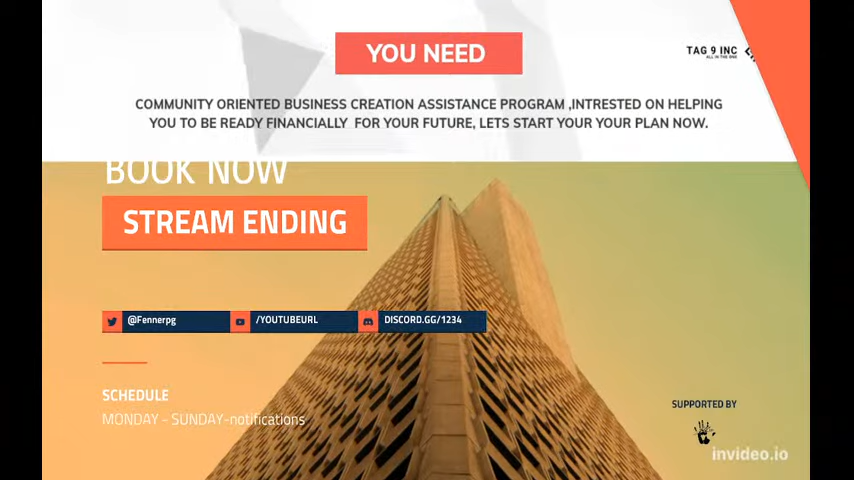 YOU NEED
TAG 9 INC
ALL IN THE ONE
COMMUNITY ORIENTED BUSINESS CREATION ASSISTANCE PROGRAM ,INTRESTED ON HELPING
YOU TO BE READY FINANCIALLY FOR YOUR FUTURE, LETS START YOUR YOUR PLAN NOW.
BOOK NOW
STREAM ENDING
@Fennerpg
/YOUTUBEURL
DISCORD.GG/1234
SCHEDULE
MONDAY - SUNDAY-notifications
SUPPORTED BY
invideo.io